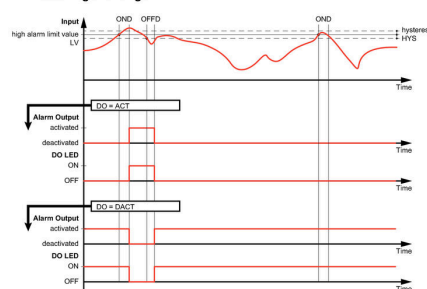 Input
OND
OFFD
OND
high alarm limit value
LV
HYS
Time
DO = ACT
Alarm Output
activated
deactivated
Time
DO LED
ON
OFF
Time
DO = DACT
Alarm Output
activated
deactivated
Time
DO LED
ON
OFF
Time